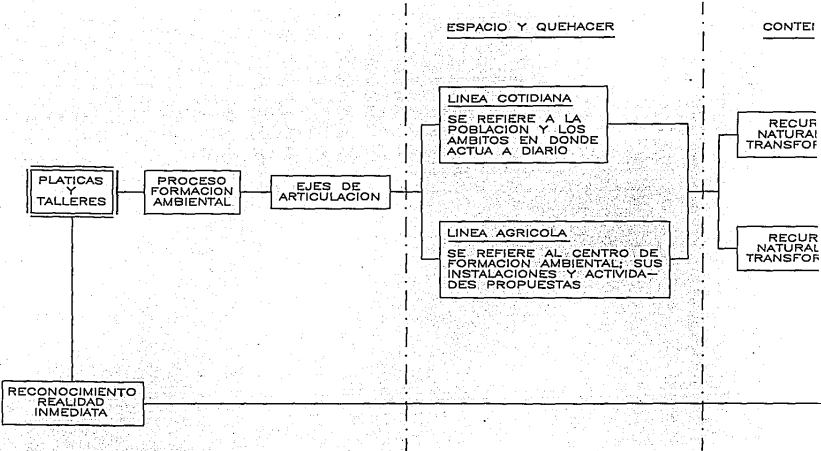 ESPACIO Y QUEHACER
LINEA COTIDIANA
SE REFIERE A LA
POBLACION Y LOS
AMBITOS EN DONDE
ACTUA A DIARIO
PLATICAS
Y
TALLERES
PROCESO
FORMACION
AMBIENTAL
EJES DE
ARTICULACION
LINEA AGRICOLA
SE REFIERE AL CENTRO DE
FORMACION AMBIENTAL; SUS
INSTALACIONES Y ACTIVIDA—
DES PROPUESTAS
RECONOCIMIENTO
REALIDAD
INMEDIATA